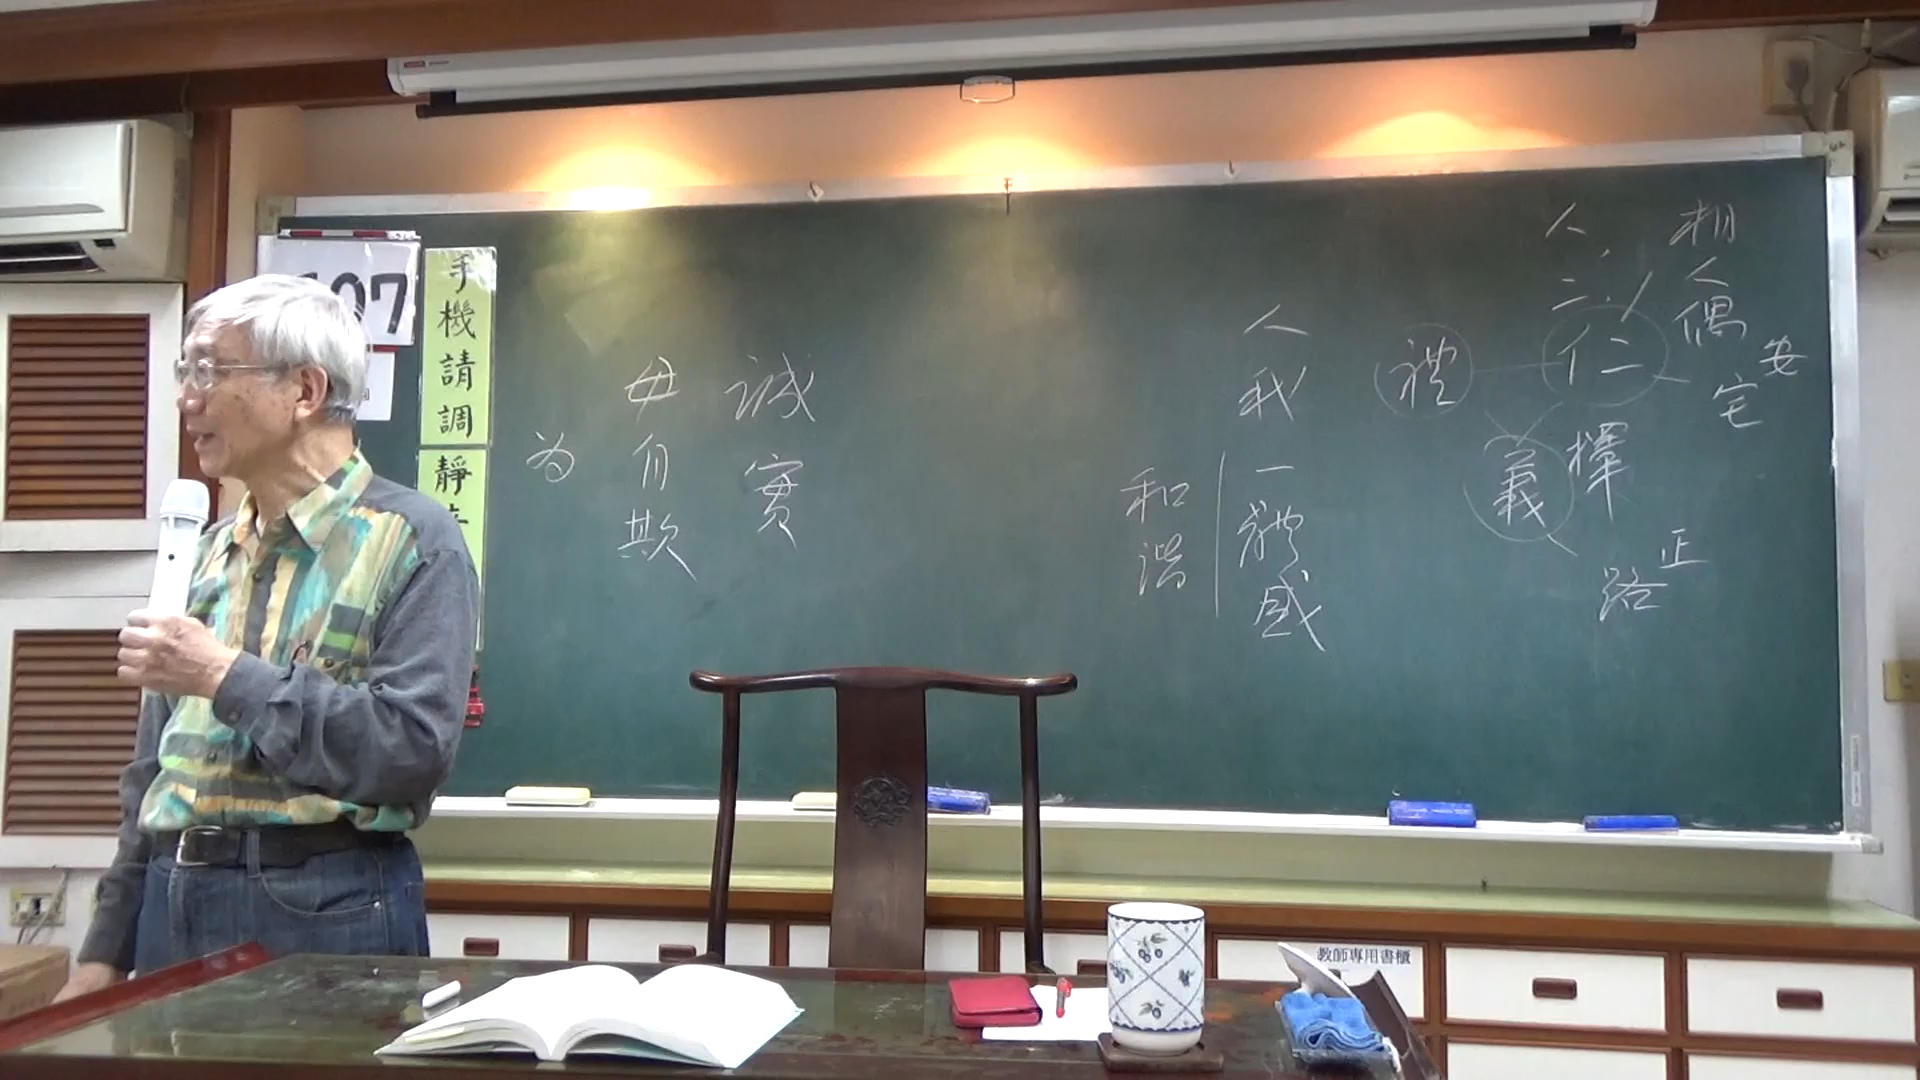 相人偶
安宅
人二
仁
擇
正路
禮
義
人我一體感
和諧
誠實
毋自欺
為
手機請調
靜
07
教師專用書櫃